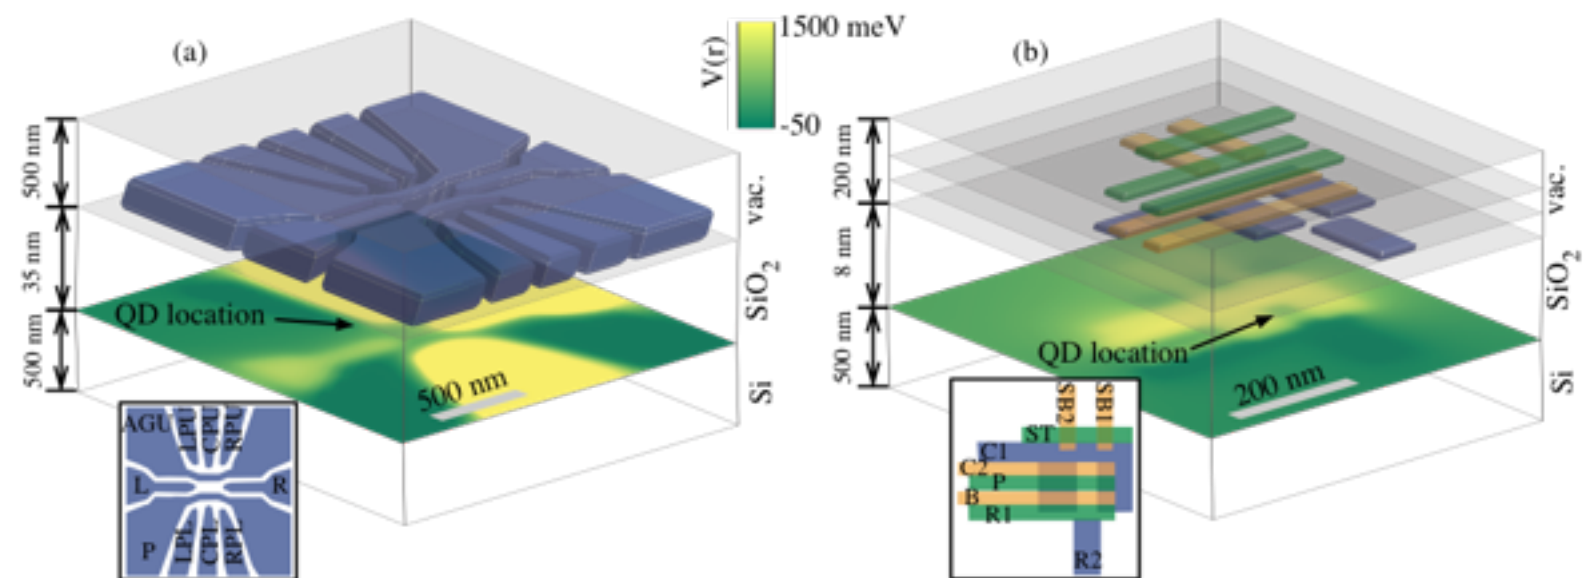 (a)
1500 meV
V(r)
-50
(b)
500 nm
35 nm
500 nm
vac.
SiO2
Si
QD location
500 nm
200 nm
8 nm
500 nm
vac.
SiO2
Si
QD location
200 nm
AGU
LPU
CPU
RPU
L
R
P
LPL
CPL
RPL
SB2
SB1
ST
C1
C2
P
B
R1
R2